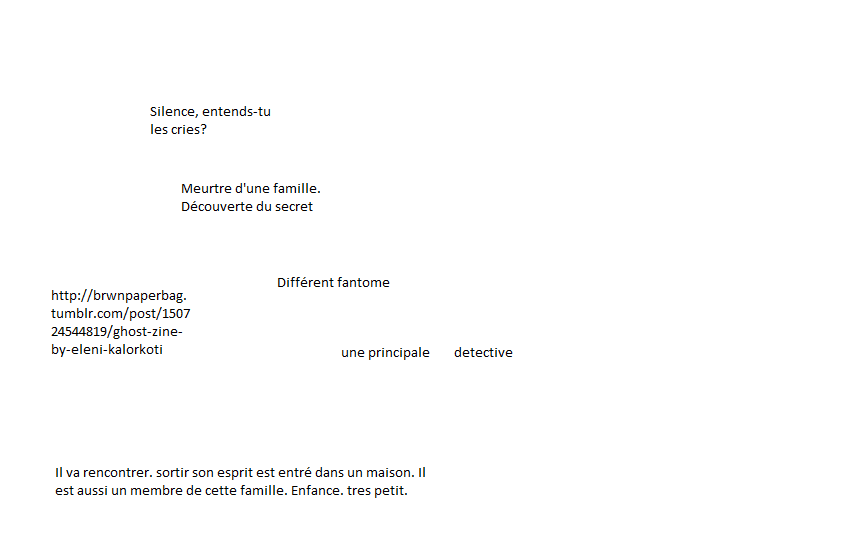 Silence, entends-tu
les cries?
Meurtre d'une famille.
Découverte du secret
Différent fantome
http://brwnpaperbag.
tumblr.com/post/1507
24544819/ghost-zine-
by-eleni-kalorkoti
une principale
detective
Il va rencontrer. sortir son esprit est entré dans un maison. Il
est aussi un membre de cette famille. Enfance. tres petit.